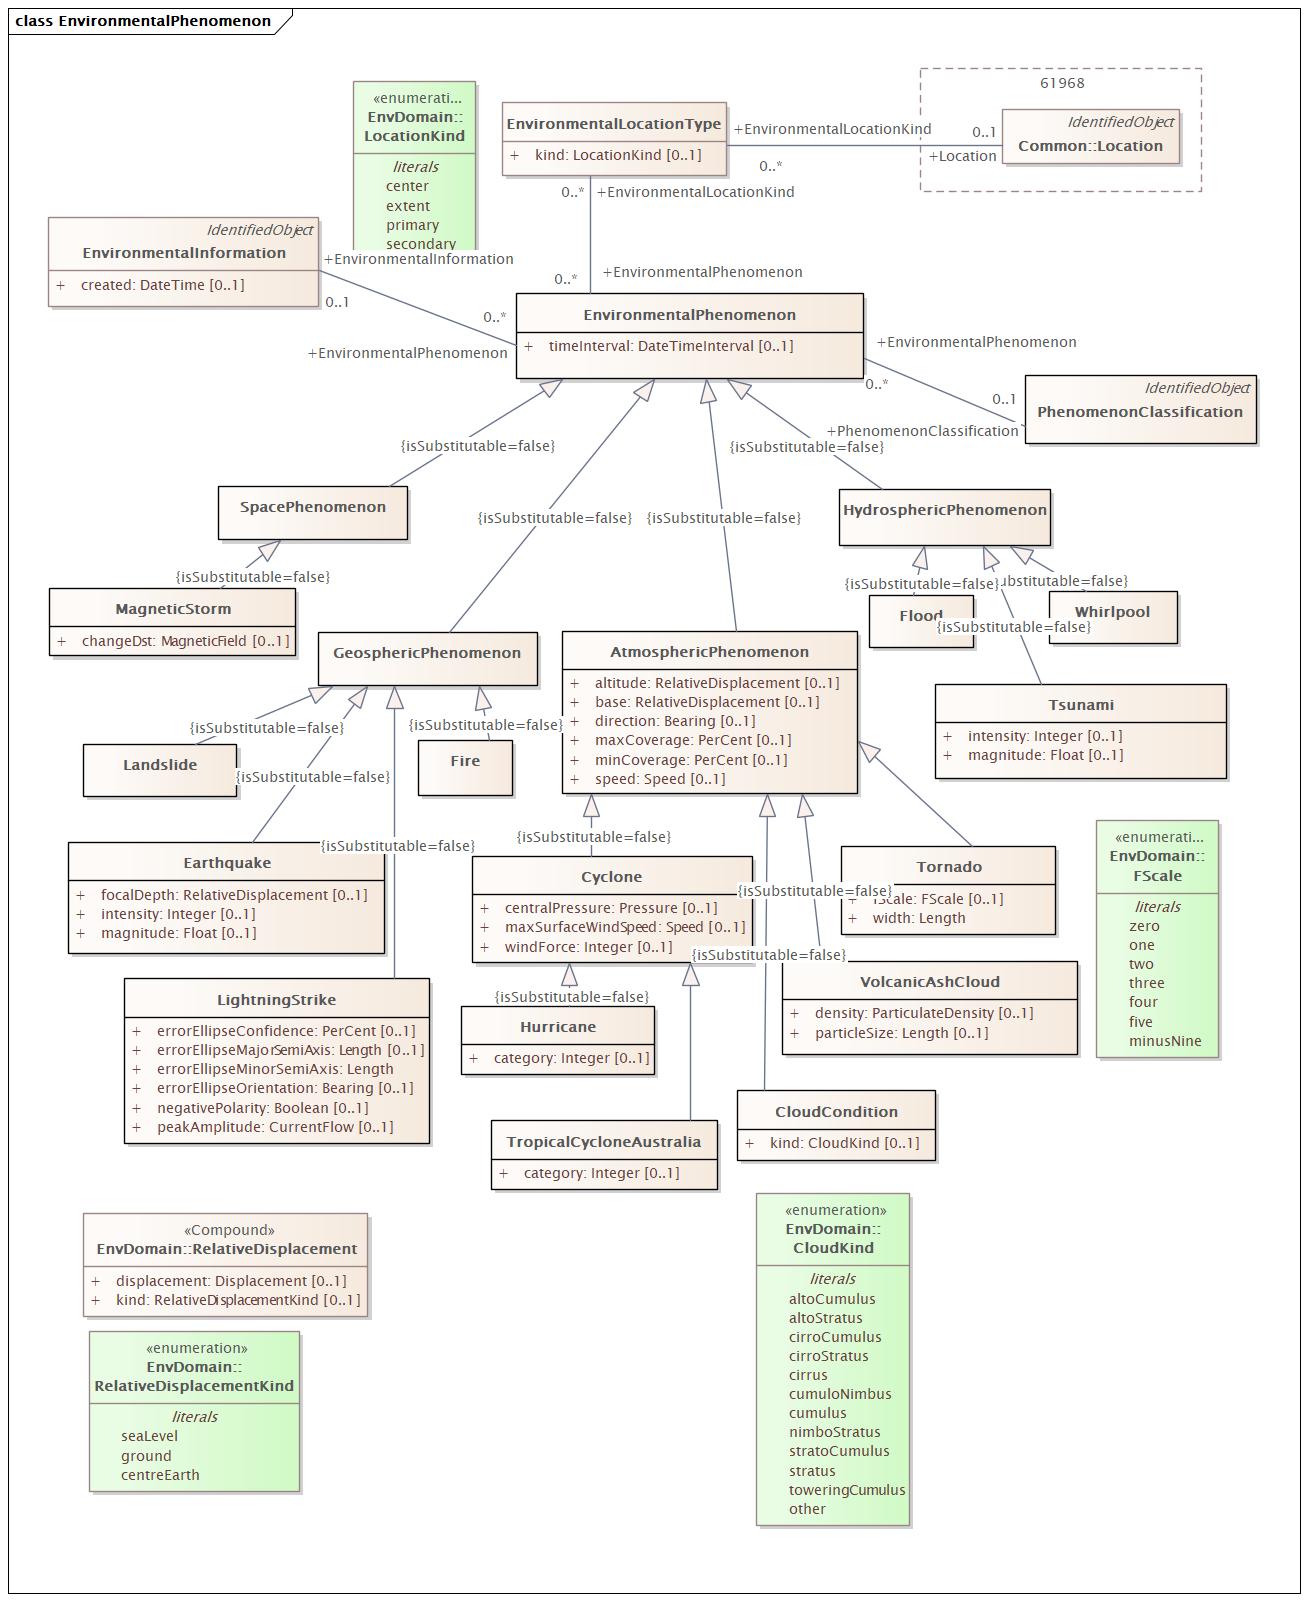 class EnvironmentalPhenomenon
61968
«enumerati...
EnvDomain::
LocationKind
literals
center
extent
primary
secondary
EnvironmentalLocationType
+ kind: LocationKind [0..1]
+EnvironmentalLocationKind
0..*
0..1
+Location
IdentifiedObject
Common::Location
0..*
+EnvironmentalLocationKind
0..*
+EnvironmentalPhenomenon
IdentifiedObject
EnvironmentalInformation
+ created: DateTime [0..1]
+EnvironmentalInformation
0..1
0..*
+EnvironmentalPhenomenon
EnvironmentalPhenomenon
+ timeInterval: DateTimeInterval [0..1]
+EnvironmentalPhenomenon
0..*
0..1
+PhenomenonClassification
IdentifiedObject
PhenomenonClassification
{isSubstitutable=false}
{isSubstitutable=false}
{isSubstitutable=false}
{isSubstitutable=false}
SpacePhenomenon
HydrosphericPhenomenon
{isSubstitutable=false}
{isSubstitutable=false}
ubstitutable=false}
{isSubstitutable=false}
MagneticStorm
+ changeDst: MagneticField [0..1]
Flood
Whirlpool
GeosphericPhenomenon
AtmosphericPhenomenon
+ altitude: RelativeDisplacement [0..1]
+ base: RelativeDisplacement [0..1]
+ direction: Bearing [0..1]
+ maxCoverage: PerCent [0..1]
+ minCoverage: PerCent [0..1]
+ speed: Speed [0..1]
Tsunami
+ intensity: Integer [0..1]
+ magnitude: Float [0..1]
{isSubstitutable=false}
{isSubstitutable=false}
{isSubstitutable=false}
{isSubstitutable=false}
Landslide
Fire
Earthquake
+ focalDepth: RelativeDisplacement [0..1]
+ intensity: Integer [0..1]
+ magnitude: Float [0..1]
{isSubstitutable=false}
{isSubstitutable=false}
{isSubstitutable=false}
Cyclone
+ centralPressure: Pressure [0..1]
+ maxSurfaceWindSpeed: Speed [0..1]
+ windForce: Integer [0..1]
Tornado
+ fScale: FScale [0..1]
+ width: Length
«enumerati...
EnvDomain::
FScale
literals
zero
one
two
three
four
five
minusNine
LightningStrike
+ errorEllipseConfidence: PerCent [0..1]
+ errorEllipseMajorSemiAxis: Length [0..1]
+ errorEllipseMinorSemiAxis: Length
+ errorEllipseOrientation: Bearing [0..1]
+ negativePolarity: Boolean [0..1]
+ peakAmplitude: CurrentFlow [0..1]
{isSubstitutable=false}
Hurricane
+ category: Integer [0..1]
VolcanicAshCloud
+ density: ParticulateDensity [0..1]
+ particleSize: Length [0..1]
TropicalCycloneAustralia
+ category: Integer [0..1]
CloudCondition
+ kind: CloudKind [0..1]
«Compound»
EnvDomain::RelativeDisplacement
+ displacement: Displacement [0..1]
+ kind: RelativeDisplacementKind [0..1]
«enumeration»
EnvDomain::
RelativeDisplacementKind
literals
seaLevel
ground
centreEarth
«enumeration»
EnvDomain::
CloudKind
literals
altoCumulus
altoStratus
cirroCumulus
cirroStratus
cirrus
cumuloNimbus
cumulus
nimboStratus
stratoCumulus
stratus
toweringCumulus
other